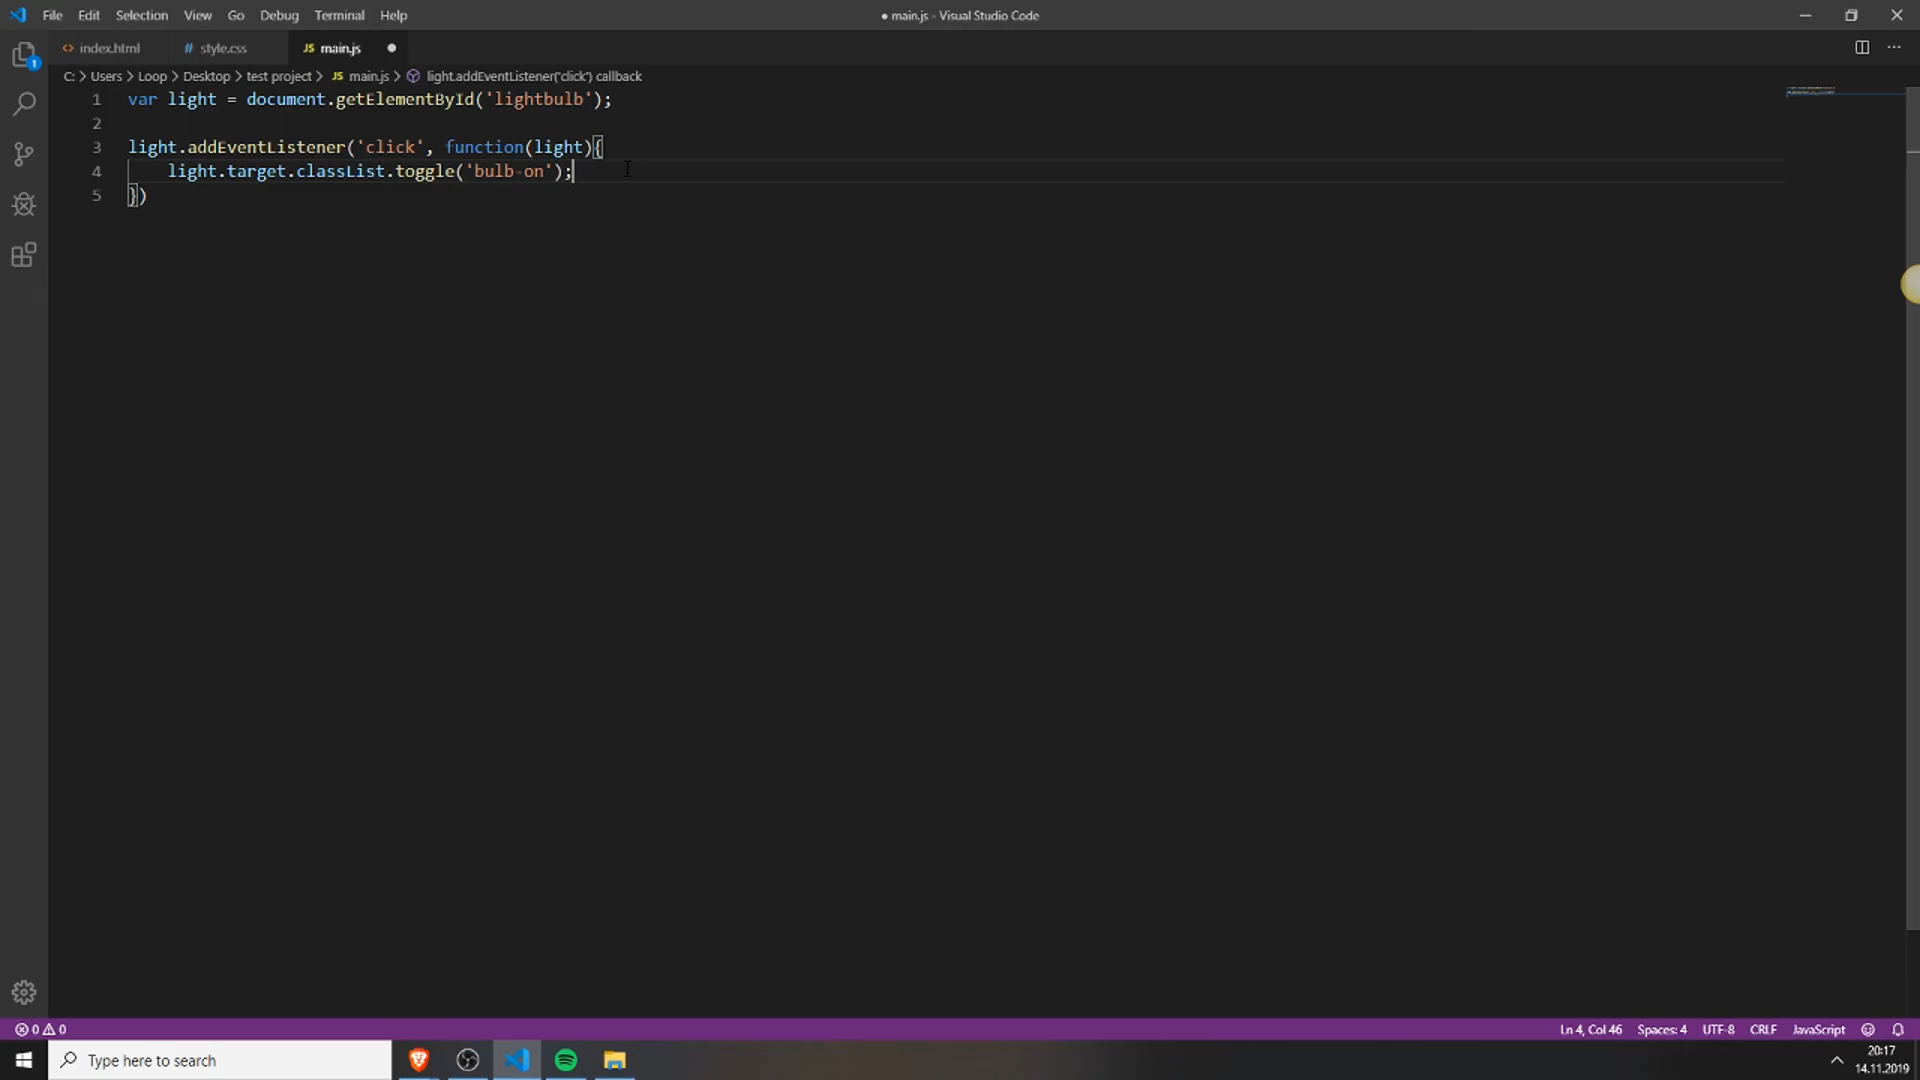 File Edit Selection View Go Debug Terminal Help
● main.js - Visual Studio Code
<> index.html # style.css JS main.js ●
C: > Users > Loop > Desktop > test project > JS main.js > light.addEventListener('click') callback
1 var light = document.getElementById('lightbulb');
2
3 light.addEventListener('click', function(light){
4 light.target.classList.toggle('bulb-on');
5 })
1
0 0
Ln 4, Col 46 Spaces: 4 UTF-8 CRLF JavaScript
Type here to search
20:17
14.11.2019